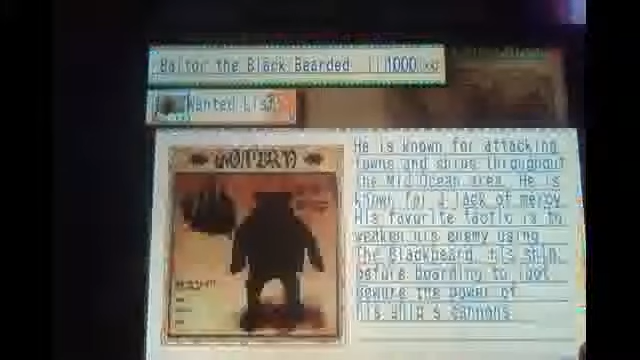 Baltor the Black Bearded 1000
Wanted List
He is known for attacking
towns and ships throughout
the Mid Ocean area. He is
known for a lack of mercy.
His favorite tactic is to
weaken his enemy using
the Blackbeard, his ship,
before boarding to loot.
Beware the power of
his ship's cannons.